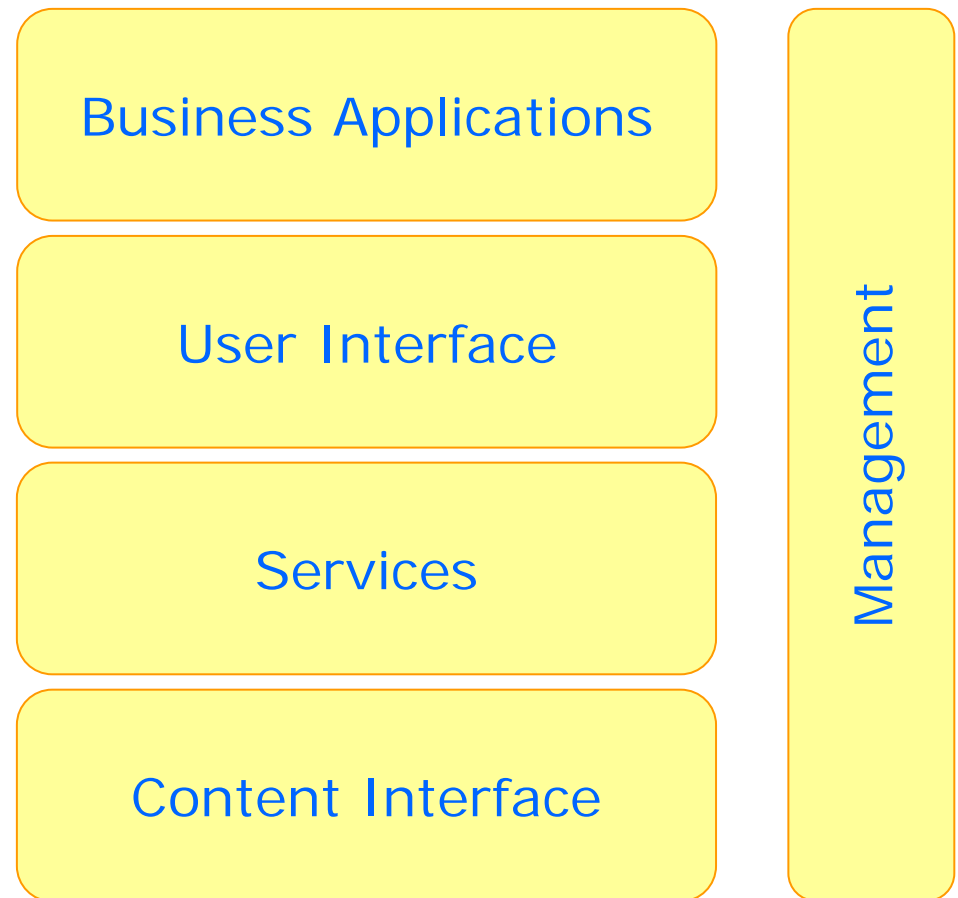 Business Applications
User Interface
Services
Content Interface
Management